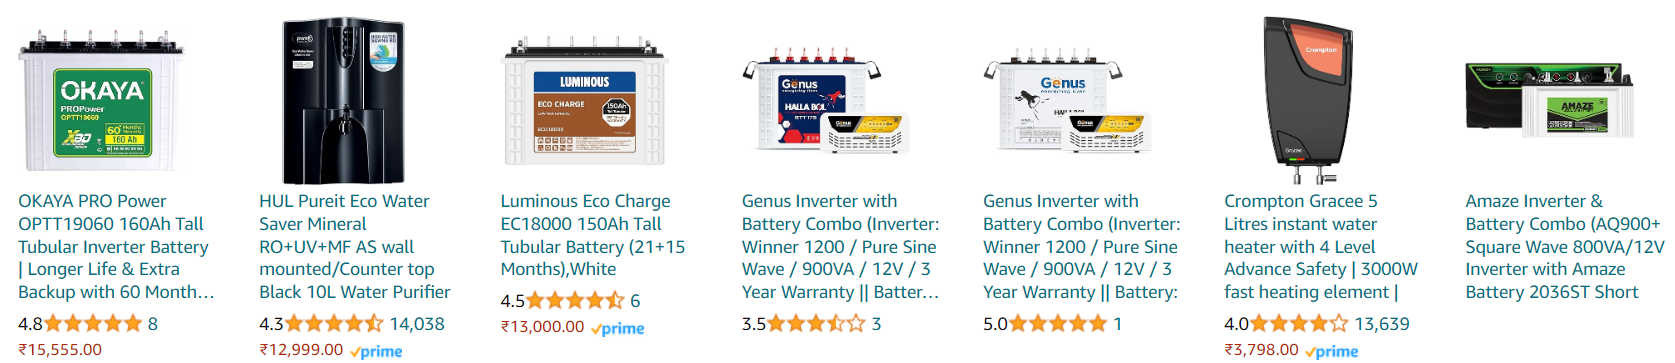 OKAYA
PROPower
OPTT19060
60 Months
160 Ah
OKAYA PRO Power
OPTT19060 160Ah Tall
Tubular Inverter Battery
| Longer Life & Extra
Backup with 60 Month...
4.8 8
₹15,555.00
HUL Pureit Eco Water
Saver Mineral
RO+UV+MF AS wall
mounted/Counter top
Black 10L Water Purifier
4.3 14,038
₹12,999.00 prime
LUMINOUS
ECO CHARGE
150Ah
Luminous Eco Charge
EC18000 150Ah Tall
Tubular Battery (21+15
Months),White
4.5 6
₹13,000.00 prime
Genus
energizing lives
HALLA BOL
Genus Inverter with
Battery Combo (Inverter:
Winner 1200 / Pure Sine
Wave / 900VA / 12V / 3
Year Warranty || Batter...
3.5 3
Genus
energizing lives
Genus Inverter with
Battery Combo (Inverter:
Winner 1200 / Pure Sine
Wave / 900VA / 12V / 3
Year Warranty || Battery:
5.0 1
Crompton
Gracee
Crompton Gracee 5
Litres instant water
heater with 4 Level
Advance Safety | 3000W
fast heating element |
4.0 13,639
₹3,798.00 prime
AMAZE
Amaze Inverter &
Battery Combo (AQ900+
Square Wave 800VA/12V
Inverter with Amaze
Battery 2036ST Short